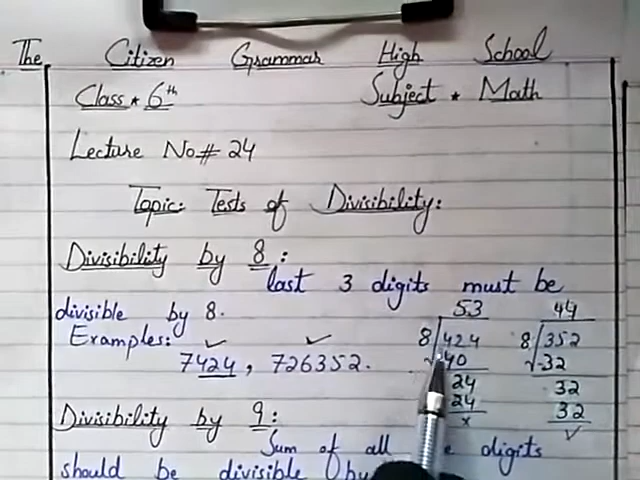 The Citizen Grammar High School
Class * 6th Subject * Math
Lecture No# 24
Topic: Tests of Divisibility:
Divisibility by 8:
last 3 digits must be
divisible by 8.
Examples:
7424, 726352.
53
8 424
40
24
24
x
44
8 352
-32
32
32
Divisibility by 9:
Sum of all digits
should be divisible by